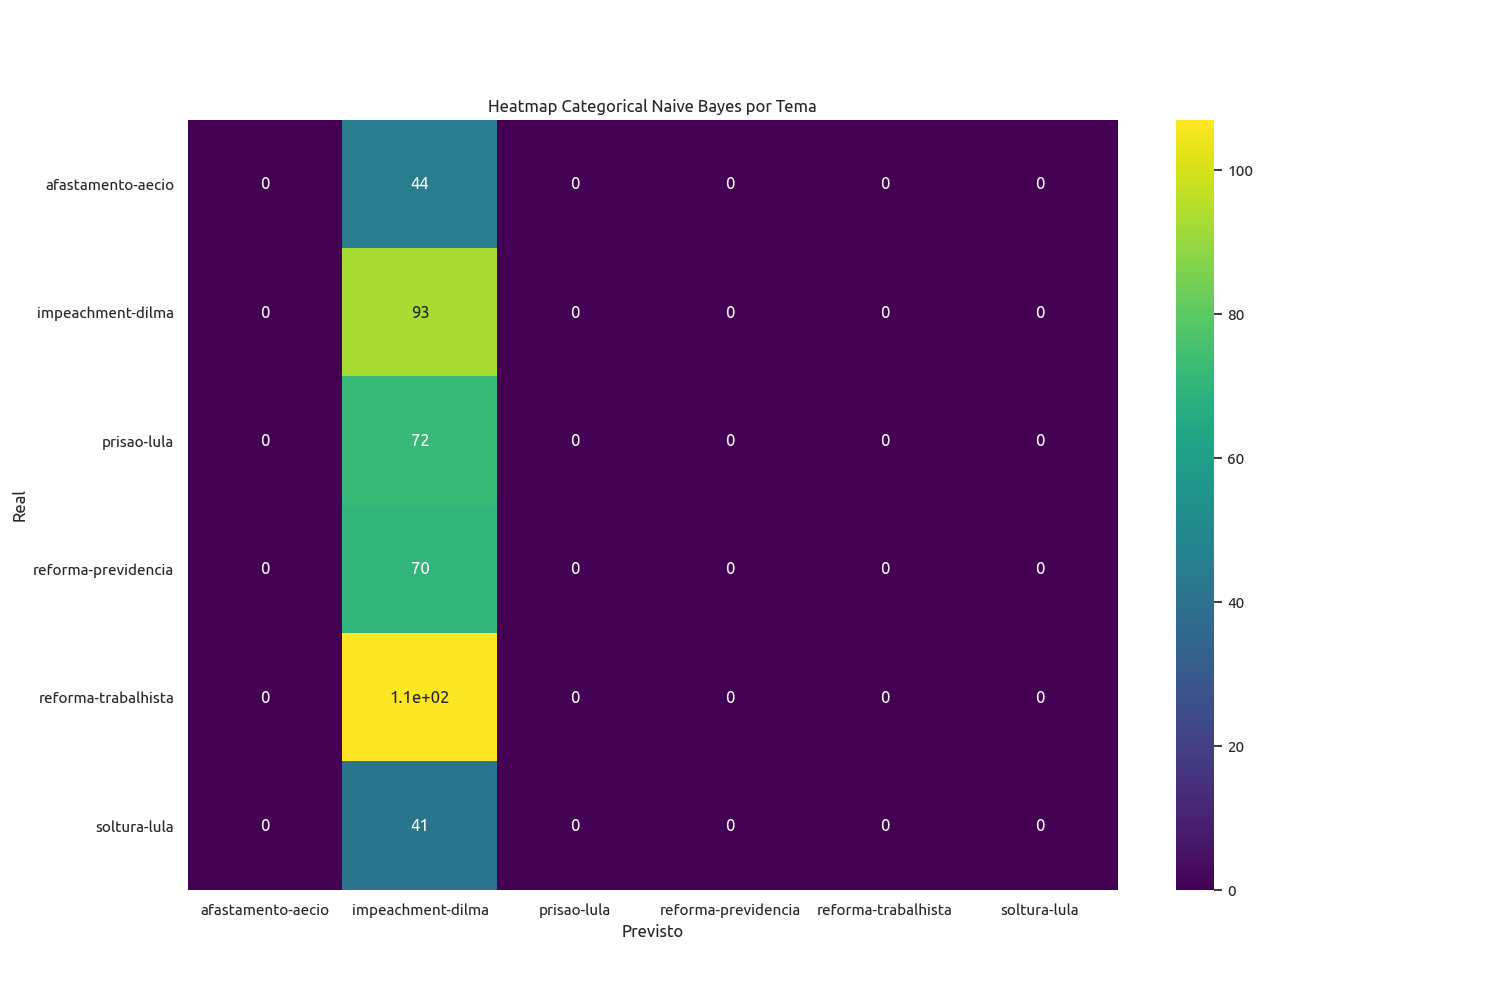 Heatmap Categorical Naive Bayes por Tema
afastamento-aecio 0 44 0 0 0 0
impeachment-dilma 0 93 0 0 0 0
prisao-lula 0 72 0 0 0 0
reforma-previdencia 0 70 0 0 0 0
reforma-trabalhista 0 1.1e+02 0 0 0 0
soltura-lula 0 41 0 0 0 0
Real
afastamento-aecio impeachment-dilma prisao-lula reforma-previdencia reforma-trabalhista soltura-lula
Previsto
100
80
60
40
20
0